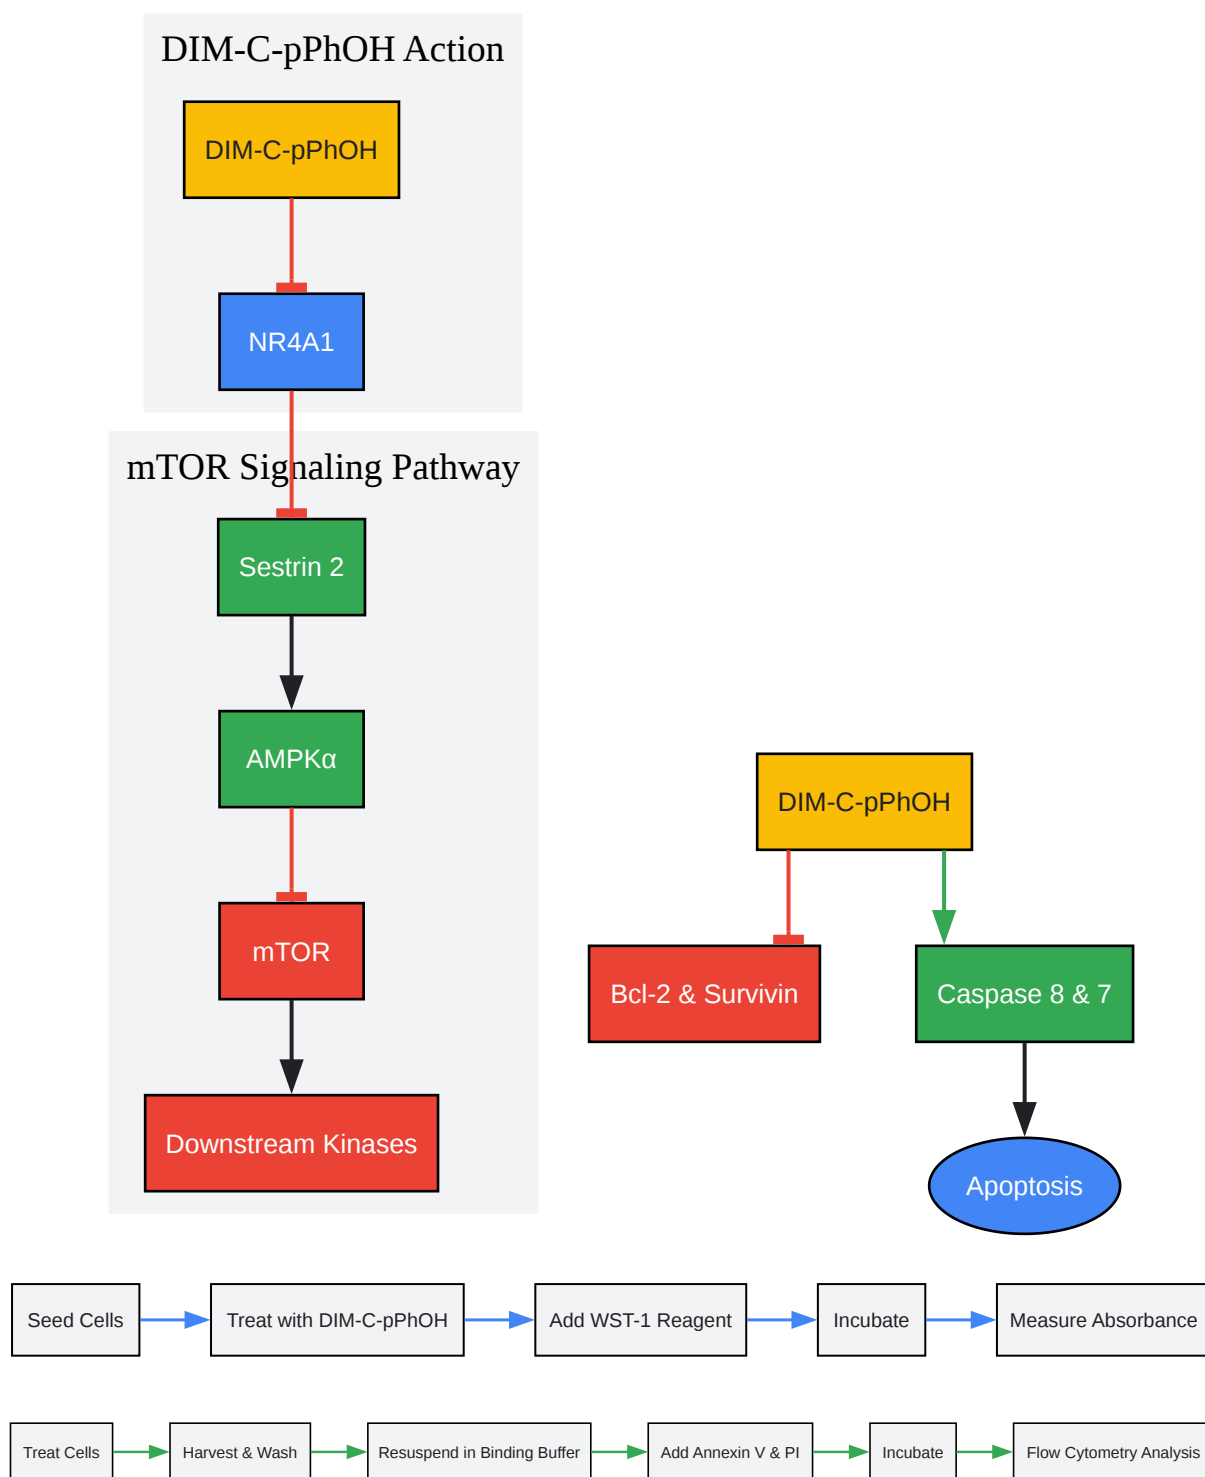 DIM-C-pPhOH Action
DIM-C-pPhOH
NR4A1
mTOR Signaling Pathway
Sestrin 2
AMPKα
mTOR
Downstream Kinases
DIM-C-pPhOH
Bcl-2 & Survivin
Caspase 8 & 7
Apoptosis
Seed Cells
Treat with DIM-C-pPhOH
Add WST-1 Reagent
Incubate
Measure Absorbance
Treat Cells
Harvest & Wash
Resuspend in Binding Buffer
Add Annexin V & PI
Incubate
Flow Cytometry Analysis